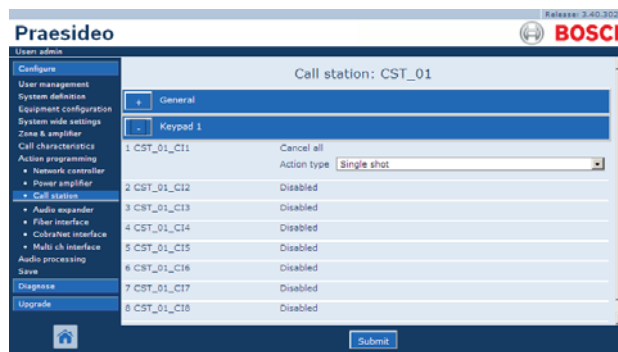 Release: 3.40.302
Praesideo
BOSCH
User: admin
Configure
User management
System definition
Equipment configuration
System wide settings
Zone & amplifier
Call characteristics
Action programming
• Network controller
• Power amplifier
• Call station
• Audio expander
• Fiber interface
• CobraNet interface
• Multi ch interface
Audio processing
Save
Diagnose
Upgrade
Call station: CST_01
+ General
- Keypad 1
1 CST_01_CI1 Cancel all
Action type Single shot
2 CST_01_CI2 Disabled
3 CST_01_CI3 Disabled
4 CST_01_CI4 Disabled
5 CST_01_CI5 Disabled
6 CST_01_CI6 Disabled
7 CST_01_CI7 Disabled
8 CST_01_CI8 Disabled
Submit